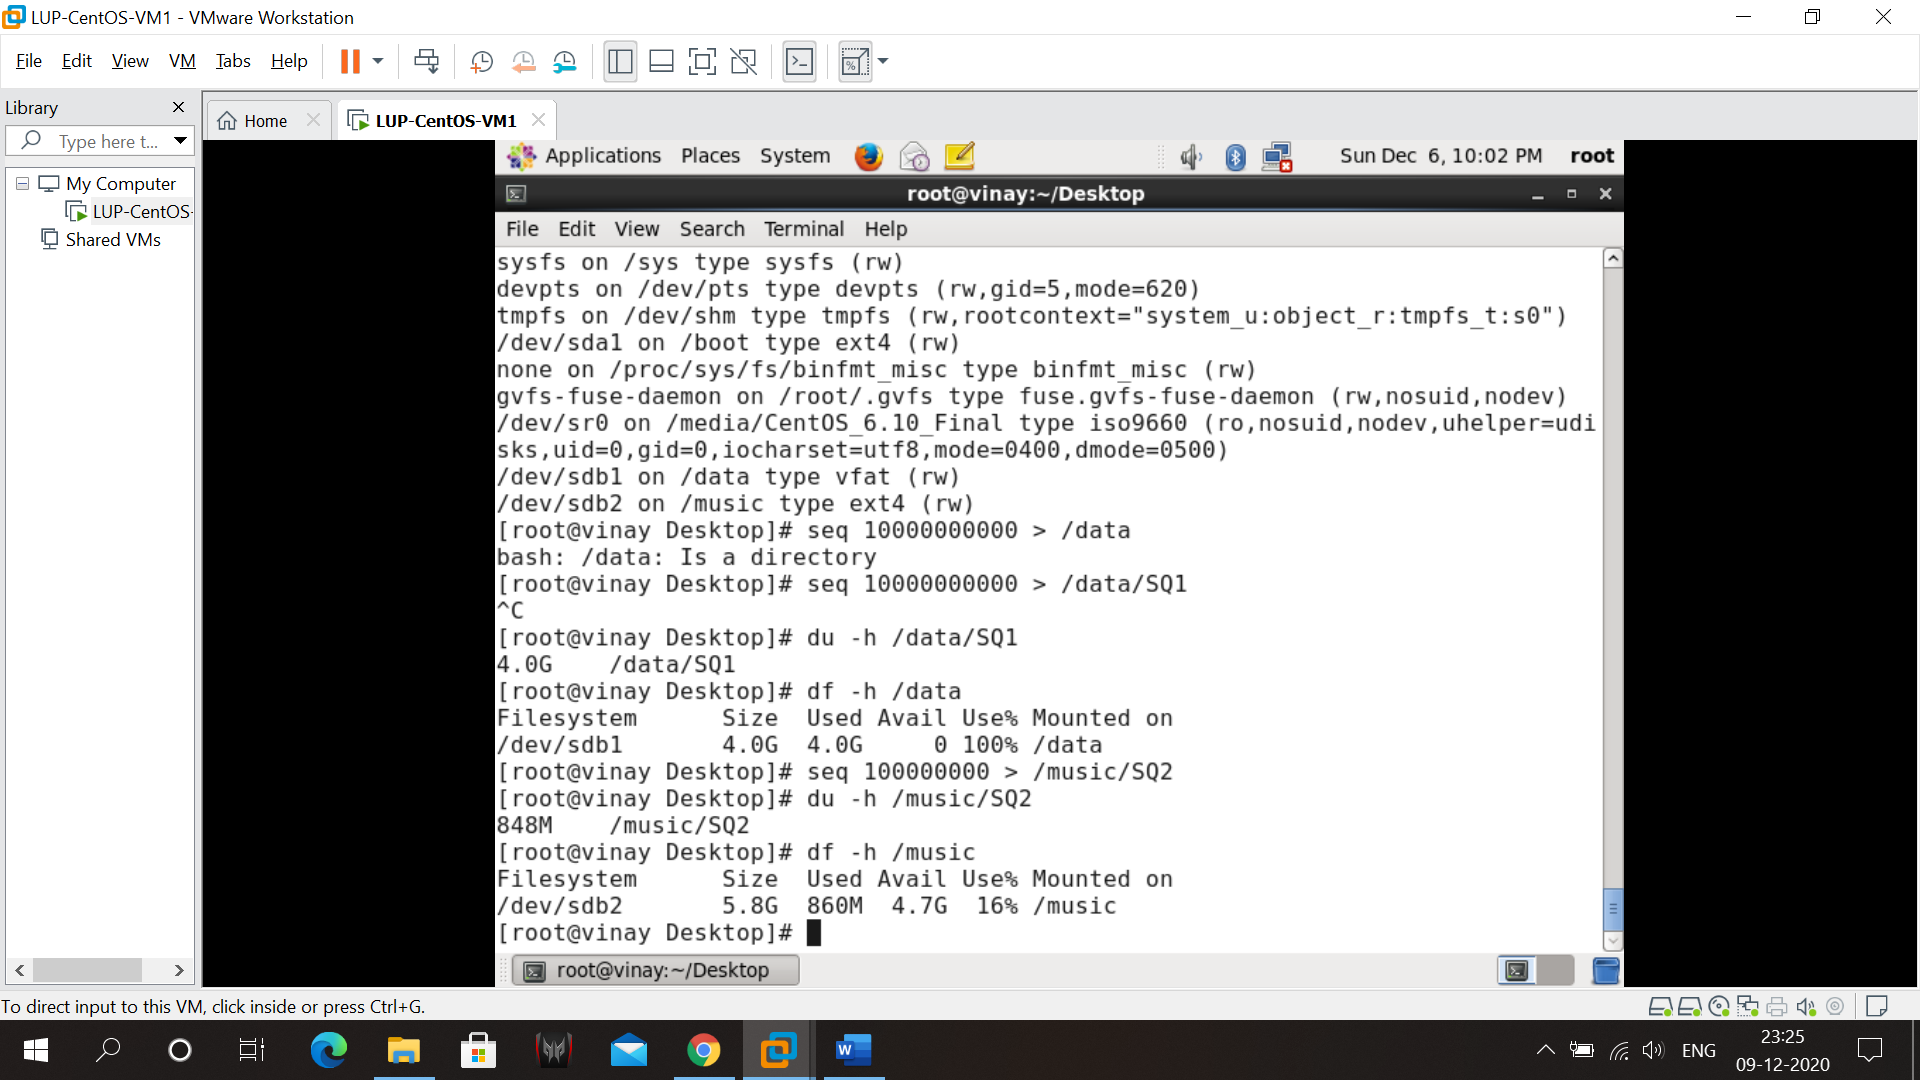 LUP-CentOS-VM1 - VMware Workstation
File Edit View VM Tabs Help
Library
Type here t...
My Computer
LUP-CentOS-
Shared VMs
Home
LUP-CentOS-VM1
Applications Places System
Sun Dec 6, 10:02 PM root
root@vinay:~/Desktop
File Edit View Search Terminal Help
sysfs on /sys type sysfs (rw)
devpts on /dev/pts type devpts (rw,gid=5,mode=620)
tmpfs on /dev/shm type tmpfs (rw,rootcontext="system_u:object_r:tmpfs_t:s0")
/dev/sda1 on /boot type ext4 (rw)
none on /proc/sys/fs/binfmt_misc type binfmt_misc (rw)
gvfs-fuse-daemon on /root/.gvfs type fuse.gvfs-fuse-daemon (rw,nosuid,nodev)
/dev/sr0 on /media/CentOS_6.10_Final type iso9660 (ro,nosuid,nodev,uhelper=udi
sks,uid=0,gid=0,iocharset=utf8,mode=0400,dmode=0500)
/dev/sdb1 on /data type vfat (rw)
/dev/sdb2 on /music type ext4 (rw)
[root@vinay Desktop]# seq 10000000000 > /data
bash: /data: Is a directory
[root@vinay Desktop]# seq 10000000000 > /data/SQ1
^C
[root@vinay Desktop]# du -h /data/SQ1
4.0G    /data/SQ1
[root@vinay Desktop]# df -h /data
Filesystem      Size  Used Avail Use% Mounted on
/dev/sdb1       4.0G  4.0G     0 100% /data
[root@vinay Desktop]# seq 100000000 > /music/SQ2
[root@vinay Desktop]# du -h /music/SQ2
848M    /music/SQ2
[root@vinay Desktop]# df -h /music
Filesystem      Size  Used Avail Use% Mounted on
/dev/sdb2       5.8G  860M  4.7G  16% /music
[root@vinay Desktop]#
root@vinay:~/Desktop
To direct input to this VM, click inside or press Ctrl+G.
ENG
23:25
09-12-2020